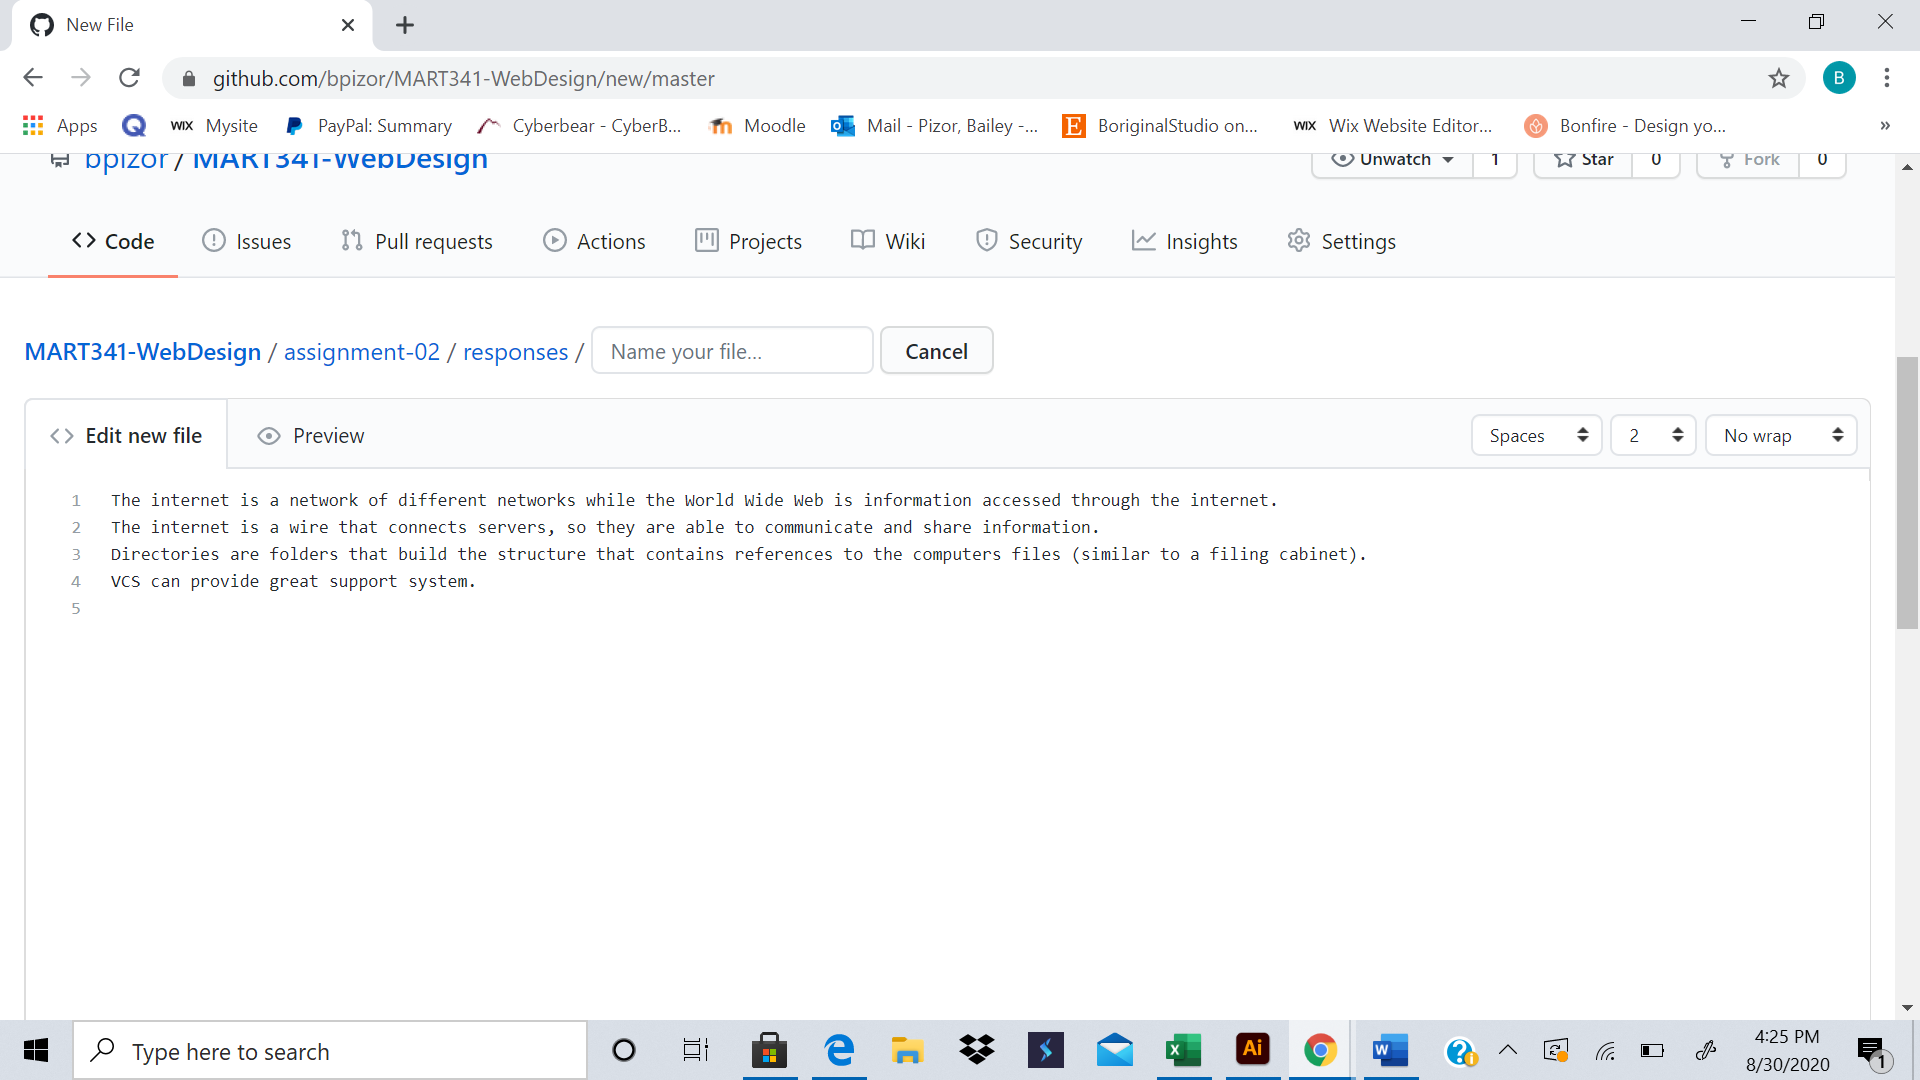 New File
github.com/bpizor/MART341-WebDesign/new/master
B
Apps
WIX Mysite
PayPal: Summary
Cyberbear - CyberB...
Moodle
Mail - Pizor, Bailey -...
E BoriginalStudio on...
WIX Wix Website Editor...
Bonfire - Design yo...
»
bpizor / MART341-WebDesign
Unwatch 1
Star 0
Fork 0
Code
Issues
Pull requests
Actions
Projects
Wiki
Security
Insights
Settings
MART341-WebDesign / assignment-02 / responses / Name your file... Cancel
Edit new file
Preview
Spaces
2
No wrap
1 The internet is a network of different networks while the World Wide Web is information accessed through the internet.
2 The internet is a wire that connects servers, so they are able to communicate and share information.
3 Directories are folders that build the structure that contains references to the computers files (similar to a filing cabinet).
4 VCS can provide great support system.
5
Type here to search
Ai
4:25 PM
8/30/2020
1